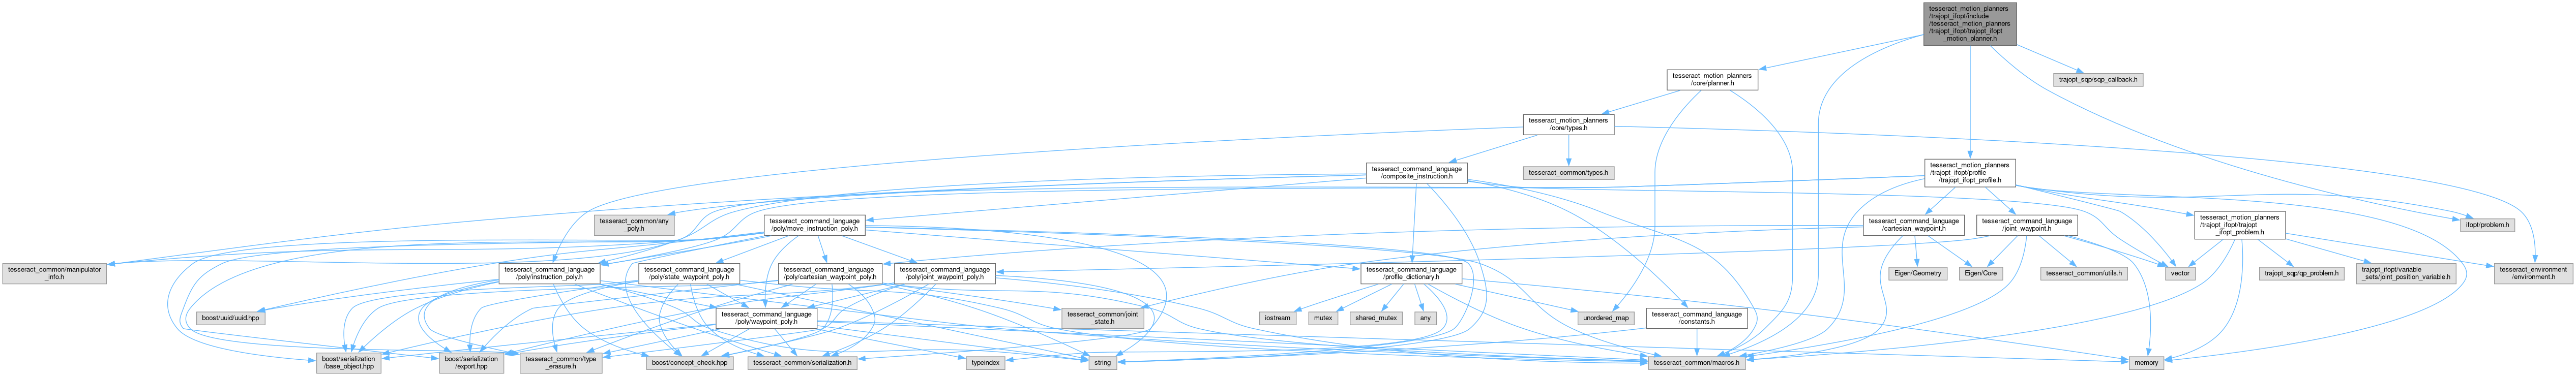 tesseract_motion_planners
/trajopt_ifopt/include
/tesseract_motion_planners
/trajopt_ifopt/trajopt_ifopt
_motion_planner.h
tesseract_motion_planners
/core/planner.h
trajopt_sqp/sqp_callback.h
tesseract_motion_planners
/core/types.h
tesseract_command_language
/composite_instruction.h
tesseract_common/types.h
tesseract_motion_planners
/trajopt_ifopt/profile
/trajopt_ifopt_profile.h
tesseract_common/any
_poly.h
tesseract_command_language
/poly/move_instruction_poly.h
tesseract_command_language
/cartesian_waypoint.h
tesseract_command_language
/joint_waypoint.h
tesseract_motion_planners
/trajopt_ifopt/trajopt
_ifopt_problem.h
ifopt/problem.h
tesseract_common/manipulator
_info.h
tesseract_command_language
/poly/instruction_poly.h
tesseract_command_language
/poly/state_waypoint_poly.h
tesseract_command_language
/poly/cartesian_waypoint_poly.h
tesseract_command_language
/poly/joint_waypoint_poly.h
tesseract_command_language
/profile_dictionary.h
Eigen/Geometry
Eigen/Core
tesseract_common/utils.h
vector
trajopt_sqp/qp_problem.h
trajopt_ifopt/variable
_sets/joint_position_variable.h
tesseract_environment
/environment.h
boost/uuid/uuid.hpp
tesseract_command_language
/poly/waypoint_poly.h
tesseract_common/joint
_state.h
iostream
mutex
shared_mutex
any
unordered_map
tesseract_command_language
/constants.h
boost/serialization
/base_object.hpp
boost/serialization
/export.hpp
tesseract_common/type
_erasure.h
boost/concept_check.hpp
tesseract_common/serialization.h
typeindex
string
tesseract_common/macros.h
memory